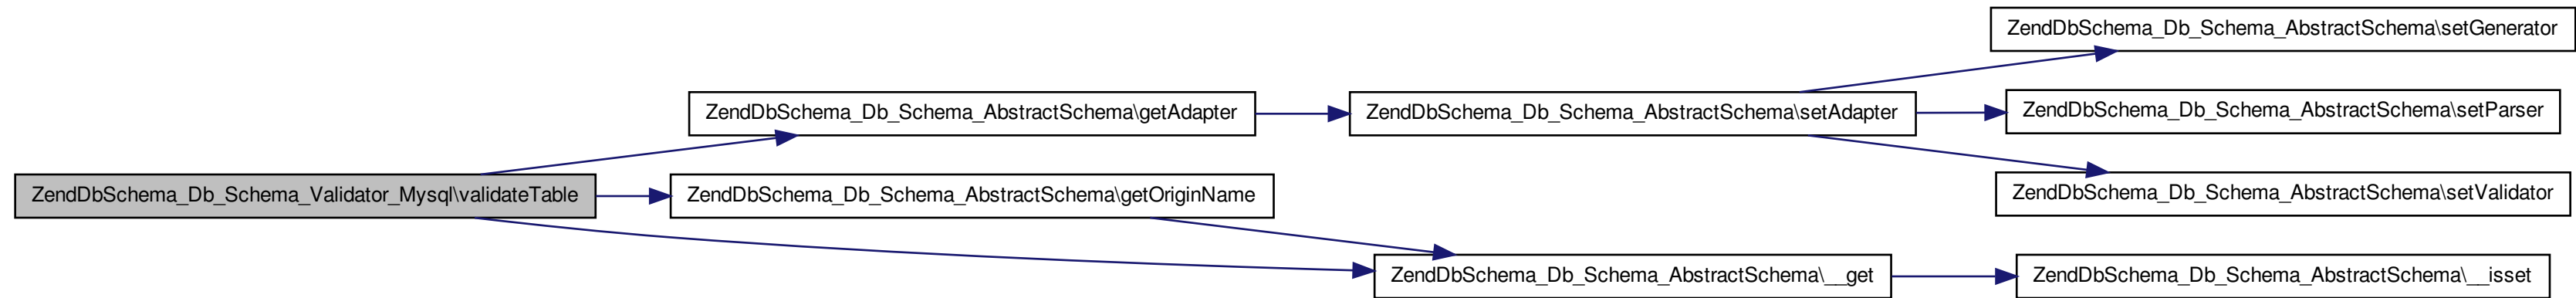 ZendDbSchema_Db_Schema_AbstractSchema\setGenerator
ZendDbSchema_Db_Schema_AbstractSchema\getAdapter
ZendDbSchema_Db_Schema_AbstractSchema\setAdapter
ZendDbSchema_Db_Schema_AbstractSchema\setParser
ZendDbSchema_Db_Schema_Validator_Mysql\validateTable
ZendDbSchema_Db_Schema_AbstractSchema\getOriginName
ZendDbSchema_Db_Schema_AbstractSchema\setValidator
ZendDbSchema_Db_Schema_AbstractSchema\__get
ZendDbSchema_Db_Schema_AbstractSchema\__isset